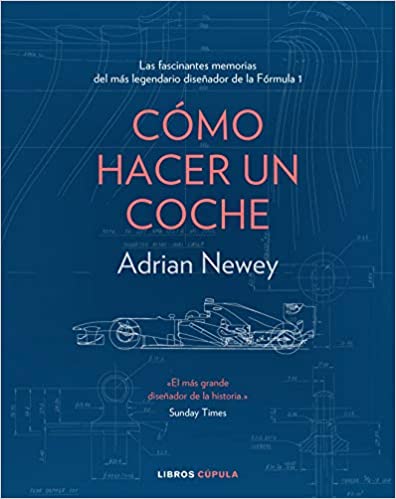 Las fascinantes memorias
del más legendario diseñador de la Fórmula 1
CÓMO
HACER UN
COCHE
Adrian Newey
«El más grande
diseñador de la historia.»
Sunday Times
LIBROS CÚPULA